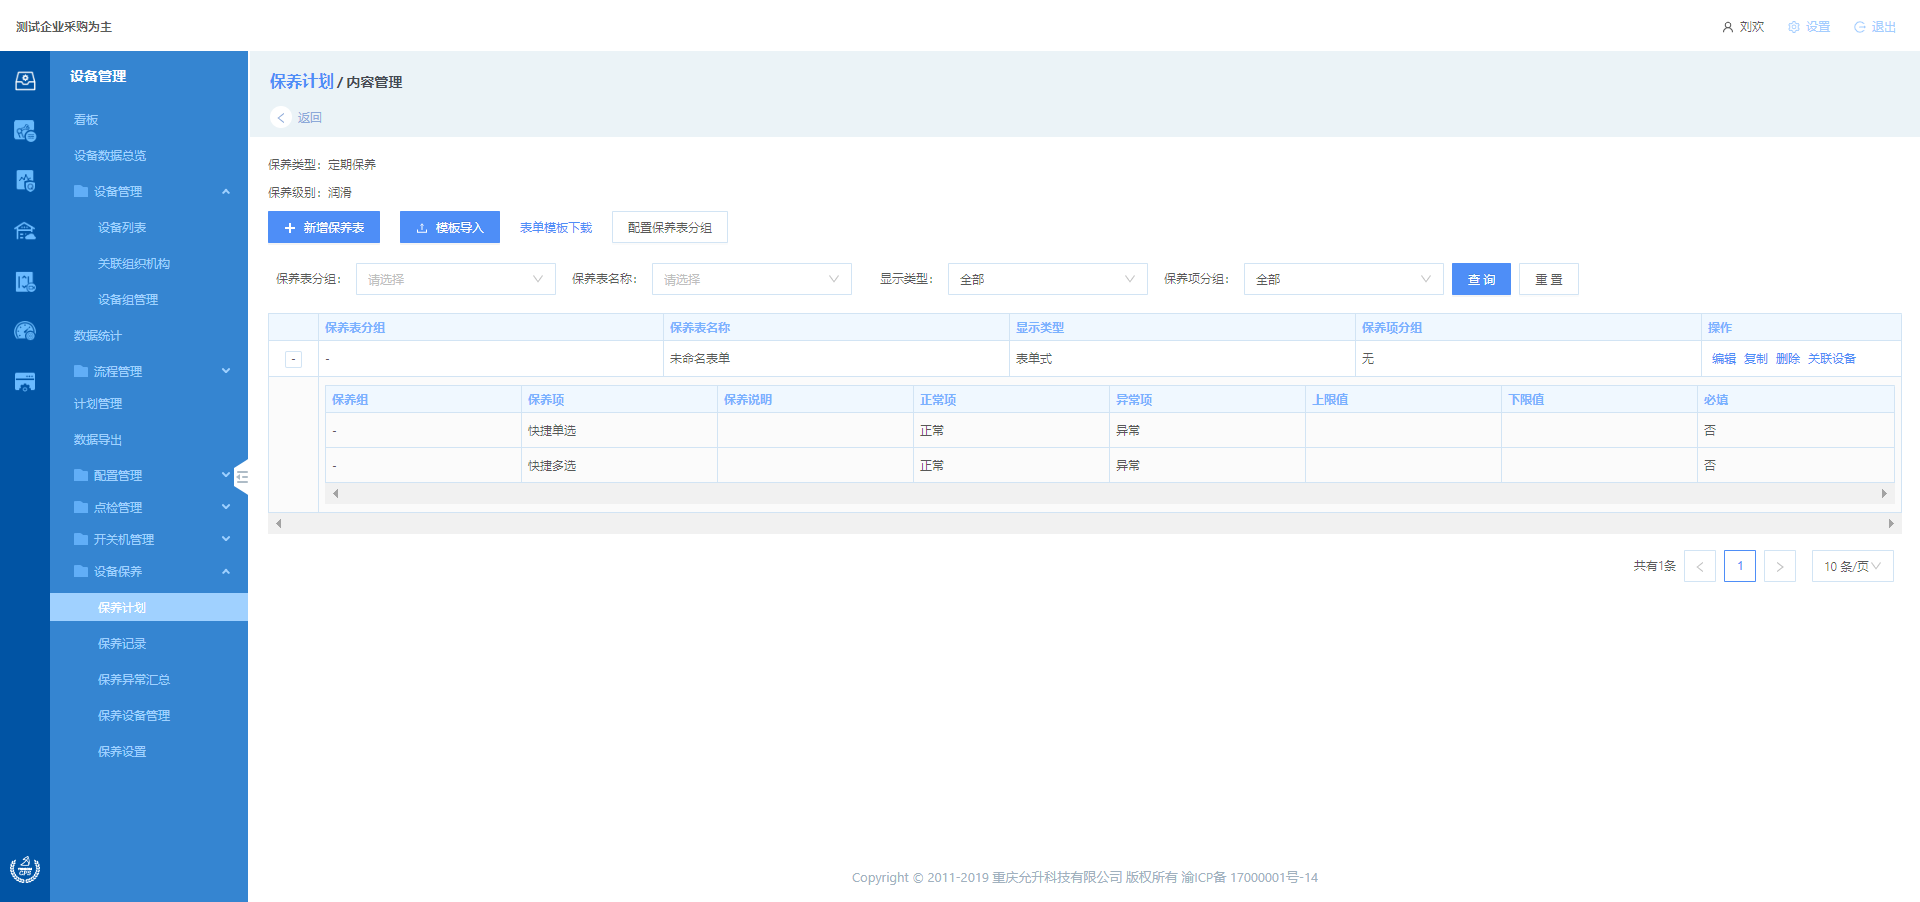 测试企业采购为主
刘欢 设置 退出
设备管理
看板
设备数据总览
设备管理
设备列表
关联组织机构
设备组管理
数据统计
流程管理
计划管理
数据导出
配置管理
点检管理
开关机管理
设备保养
保养计划
保养记录
保养异常汇总
保养设备管理
保养设置
保养计划 / 内容管理
返回
保养类型：定期保养
保养级别：润滑
新增保养表 模板导入 表单模板下载 配置保养表分组
保养表分组： 请选择 保养表名称： 请选择 显示类型： 全部 保养项分组： 全部 查 询 重 置
保养表分组 保养表名称 显示类型 保养项分组 操作
- - 未命名表单 表单式 无 编辑 复制 删除 关联设备
保养组 保养项 保养说明 正常项 异常项 上限值 下限值 必填
- 快捷单选 正常 异常 否
- 快捷多选 正常 异常 否
共有1条 < 1 > 10 条/页
Copyright © 2011-2019 重庆允升科技有限公司 版权所有 渝ICP备 17000001号-14